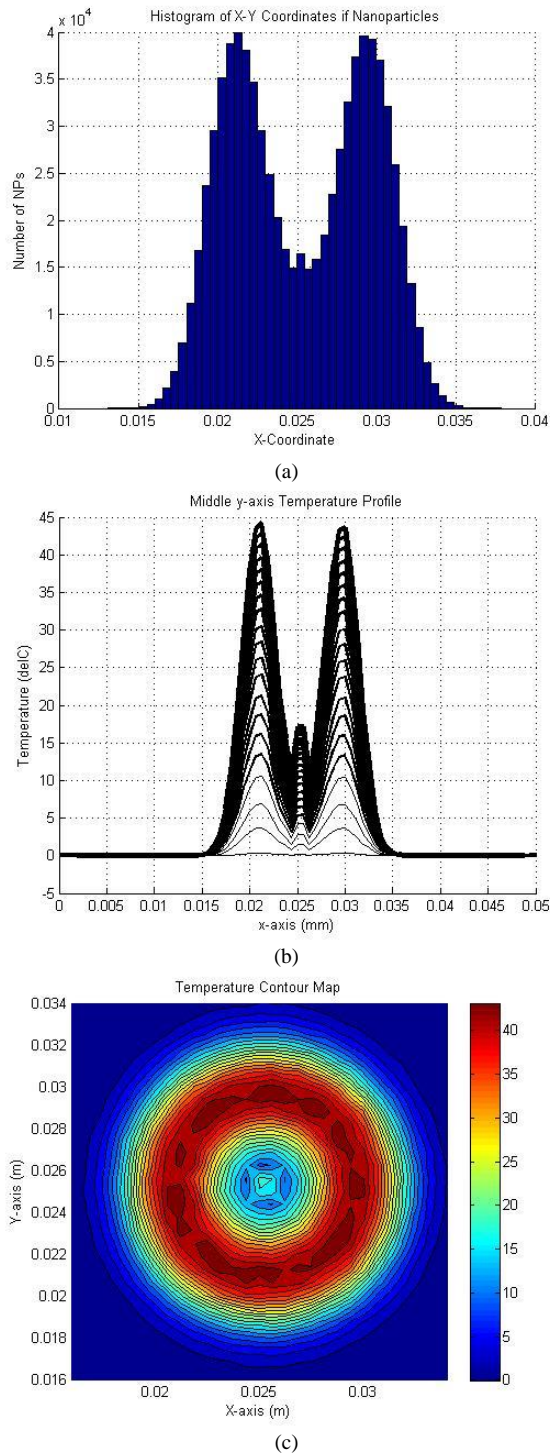 Histogram of X-Y Coordinates if Nanoparticles
x 10^4
4
3.5
3
2.5
2
1.5
1
0.5
0
Number of NPs
0.01 0.015 0.02 0.025 0.03 0.035 0.04
X-Coordinate
(a)
Middle y-axis Temperature Profile
45
40
35
30
25
20
15
10
5
0
-5
Temperature (delC)
0 0.005 0.01 0.015 0.02 0.025 0.03 0.035 0.04 0.045 0.05
x-axis (mm)
(b)
Temperature Contour Map
0.034
0.032
0.03
0.028
0.026
0.024
0.022
0.02
0.018
0.016
Y-axis (m)
0.02 0.025 0.03
X-axis (m)
40
35
30
25
20
15
10
5
0
(c)